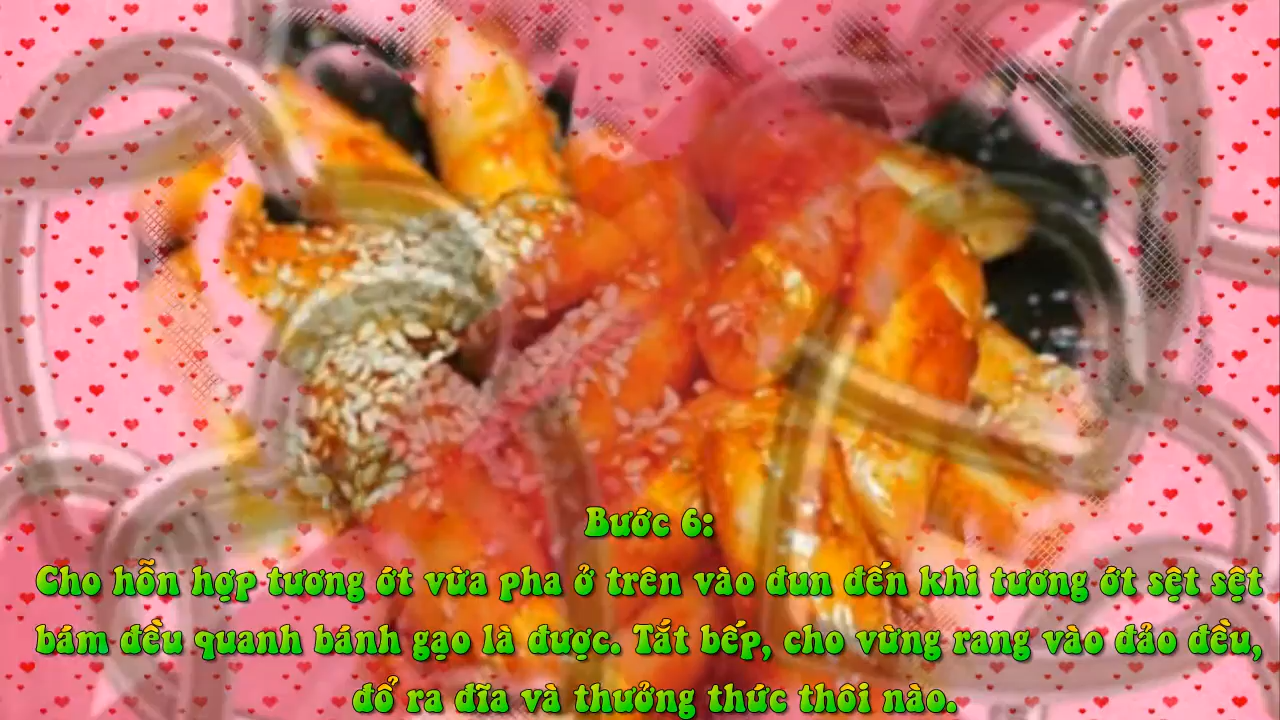 Bước 6:
Cho hỗn hợp tương ớt vừa pha ở trên vào đun đến khi tương ớt sệt sệt
bám đều quanh bánh gạo là được. Tắt bếp, cho vừng rang vào đảo đều,
đổ ra đĩa và thưởng thức thôi nào.